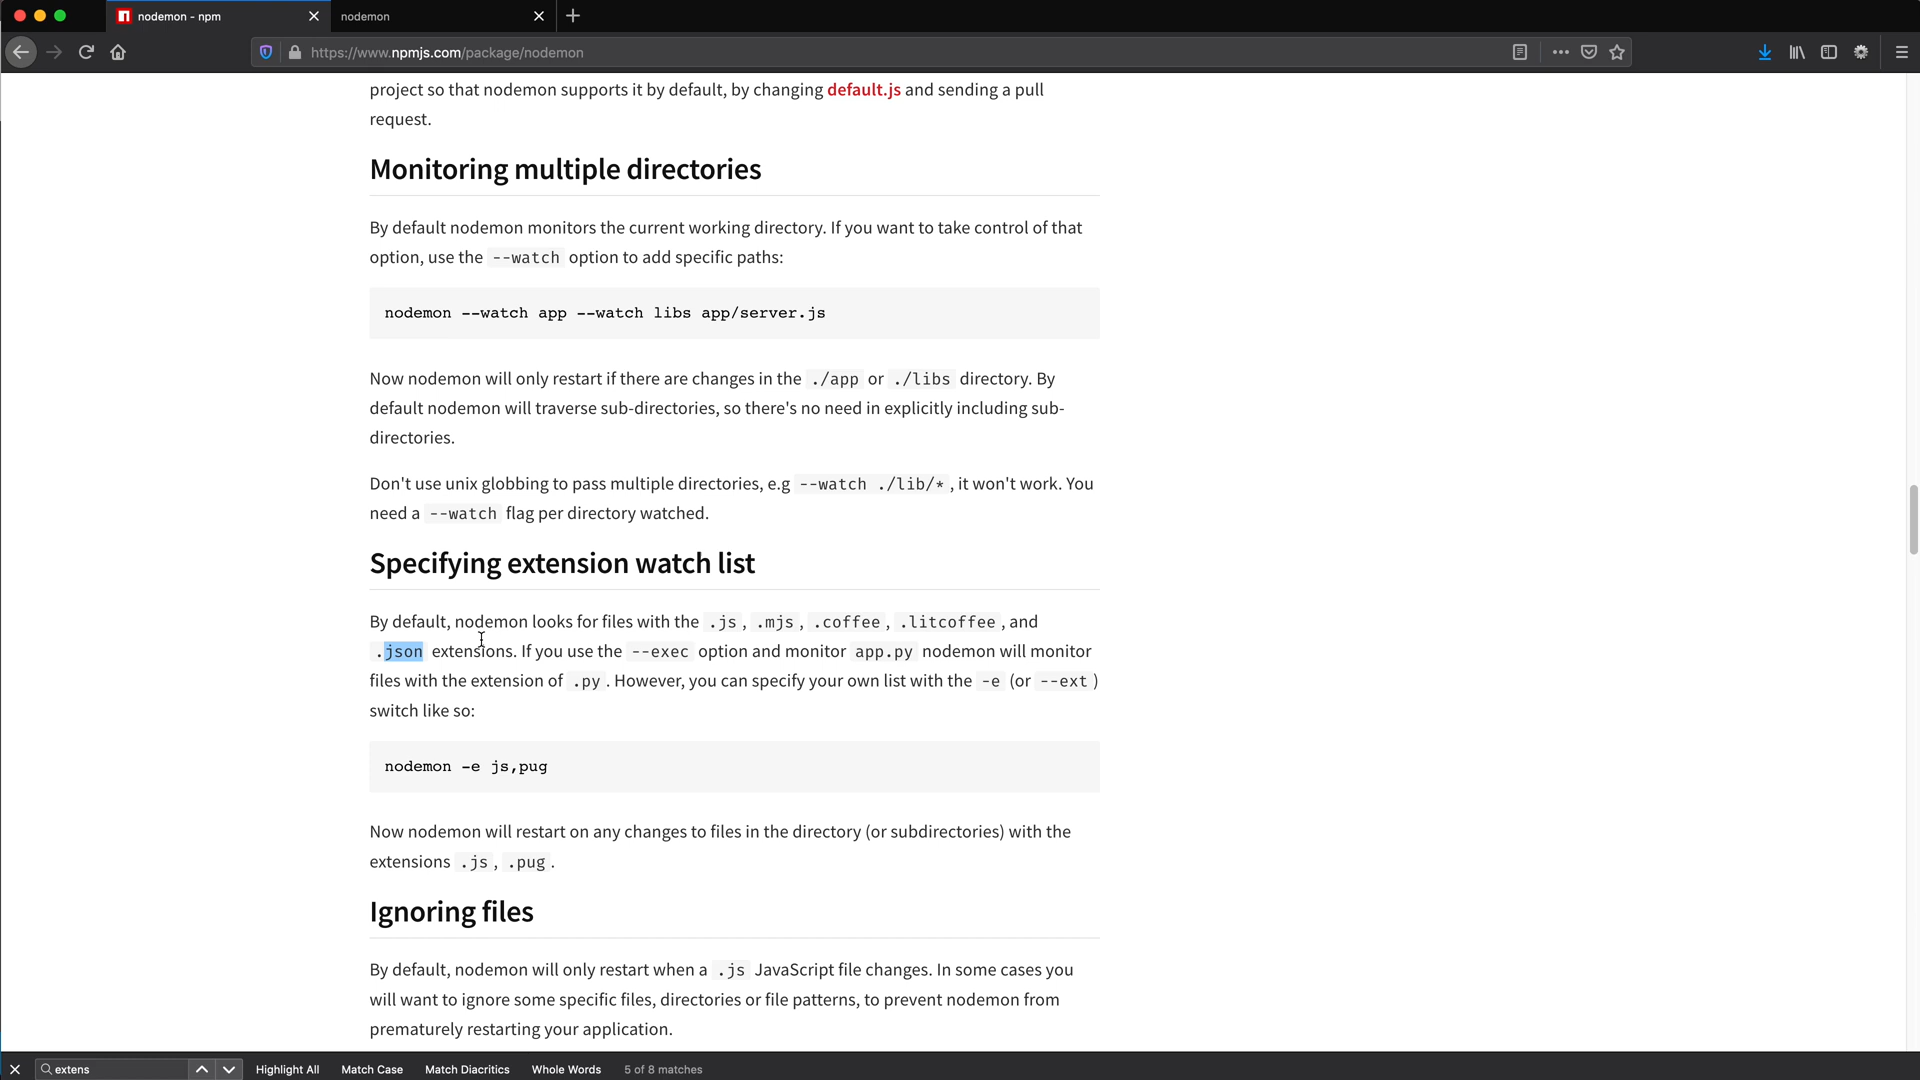 nodemon - npm
nodemon
https://www.npmjs.com/package/nodemon
project so that nodemon supports it by default, by changing default.js and sending a pull
request.
Monitoring multiple directories
By default nodemon monitors the current working directory. If you want to take control of that
option, use the --watch option to add specific paths:
nodemon --watch app --watch libs app/server.js
Now nodemon will only restart if there are changes in the ./app or ./libs directory. By
default nodemon will traverse sub-directories, so there's no need in explicitly including sub-
directories.
Don't use unix globbing to pass multiple directories, e.g --watch ./lib/*, it won't work. You
need a --watch flag per directory watched.
Specifying extension watch list
By default, nodemon looks for files with the .js, .mjs, .coffee, .litcoffee, and
.json extensions. If you use the --exec option and monitor app.py nodemon will monitor
files with the extension of .py. However, you can specify your own list with the -e (or --ext)
switch like so:
nodemon -e js,pug
Now nodemon will restart on any changes to files in the directory (or subdirectories) with the
extensions .js, .pug.
Ignoring files
By default, nodemon will only restart when a .js JavaScript file changes. In some cases you
will want to ignore some specific files, directories or file patterns, to prevent nodemon from
prematurely restarting your application.
extens Highlight All Match Case Match Diacritics Whole Words 5 of 8 matches